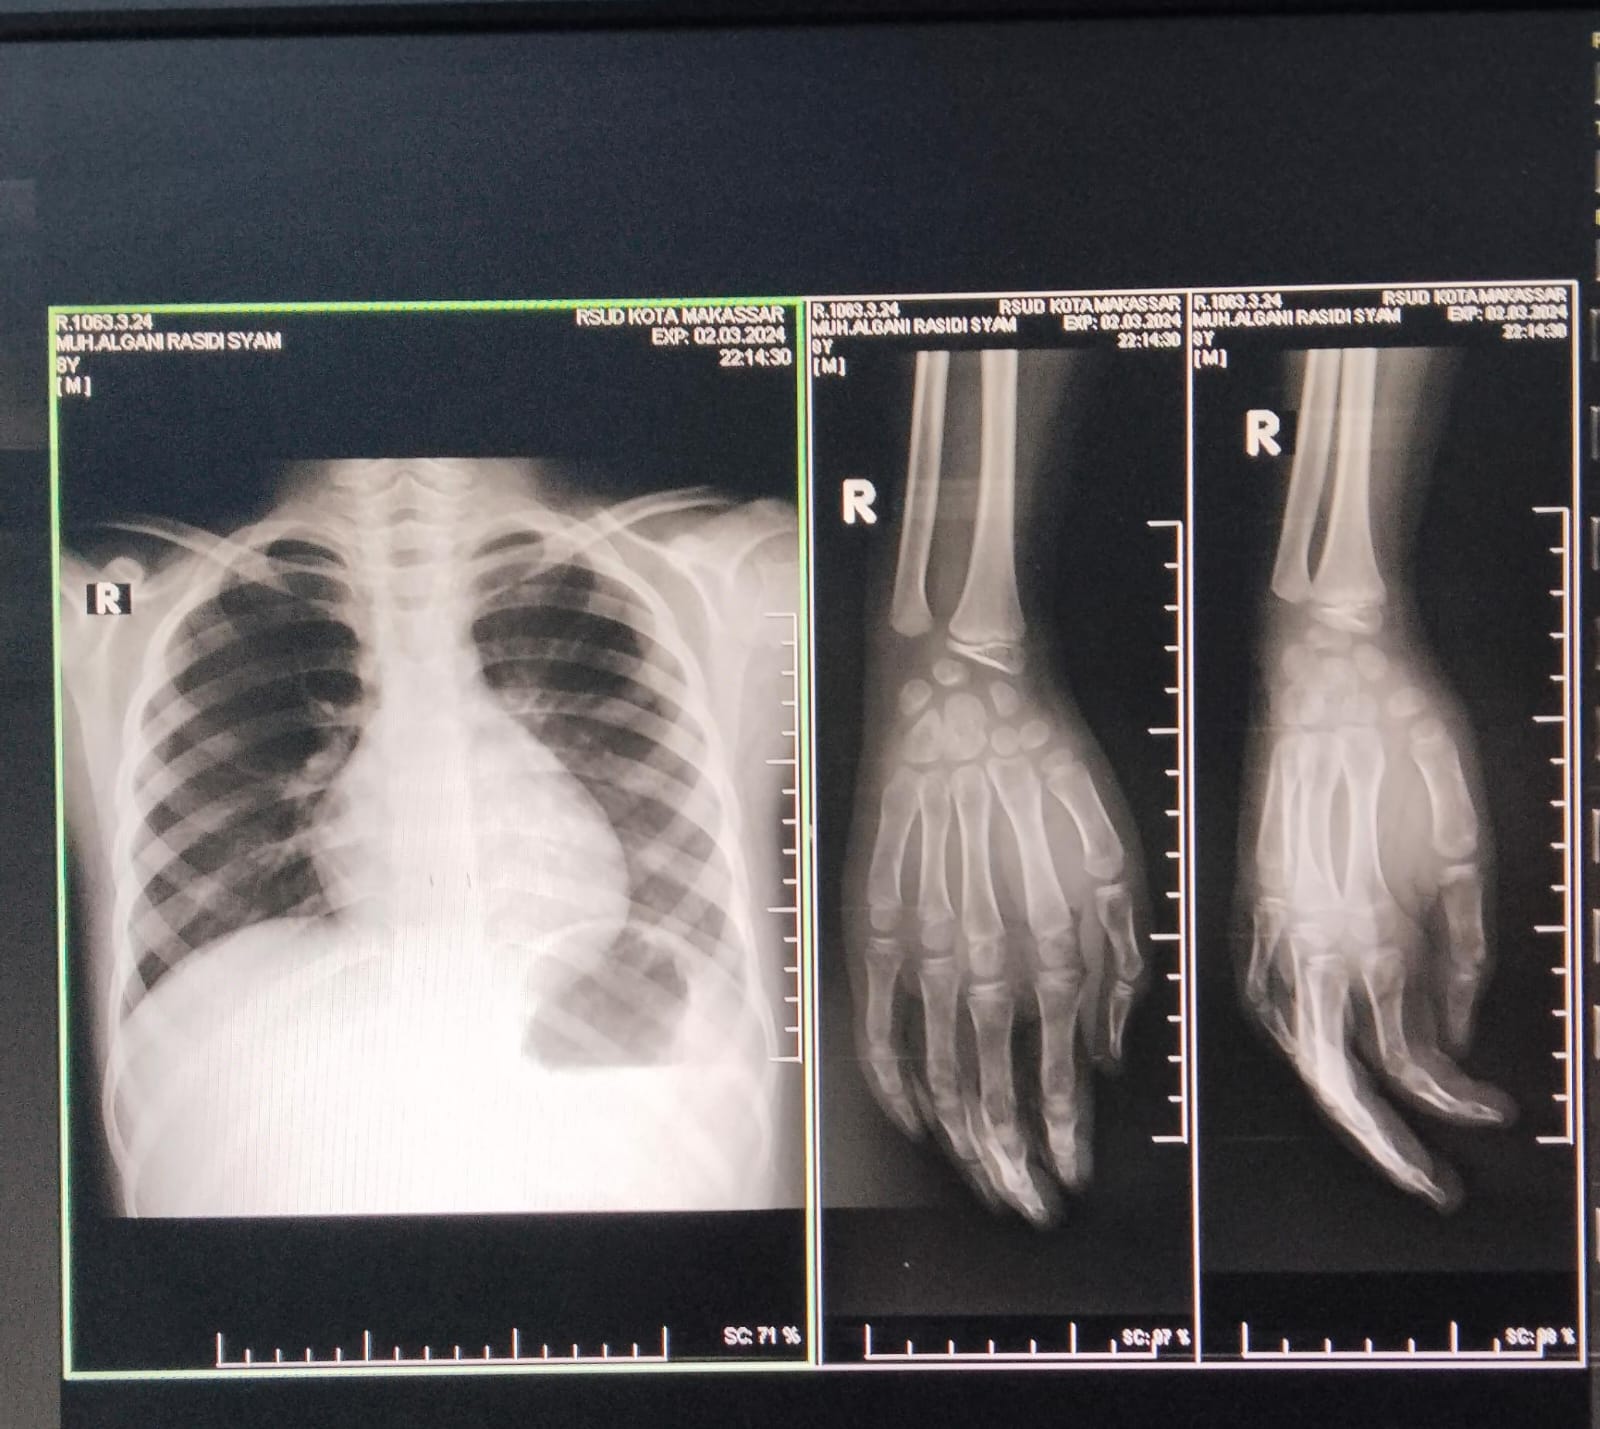 R.1063.3.24
MUH.ALGANI RASIDI SYAM
8Y
[M]
RSUD KOTA MAKASSAR
EXP: 02.03.2024
22:14:30
R
SC: 71 %
R.1063.3.24
MUH.ALGANI RASIDI SYAM
8Y
[M]
RSUD KOTA MAKASSAR
EXP: 02.03.2024
22:14:30
R
R.1063.3.24
MUH.ALGANI RASIDI SYAM
8Y
[M]
RSUD KOTA MAKASSAR
EXP: 02.03.2024
22:14:30
R